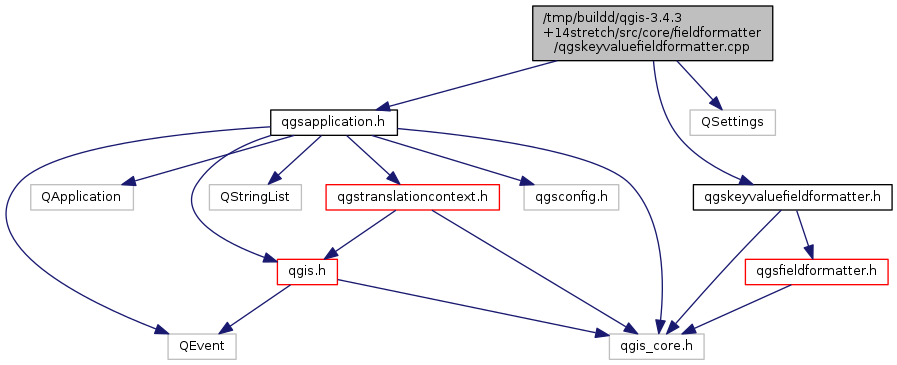 /tmp/buildd/qgis-3.4.3
+14stretch/src/core/fieldformatter
/qgskeyvaluefieldformatter.cpp
qgsapplication.h
QSettings
QApplication
QStringList
qgstranslationcontext.h
qgsconfig.h
qgskeyvaluefieldformatter.h
qgis.h
qgsfieldformatter.h
QEvent
qgis_core.h